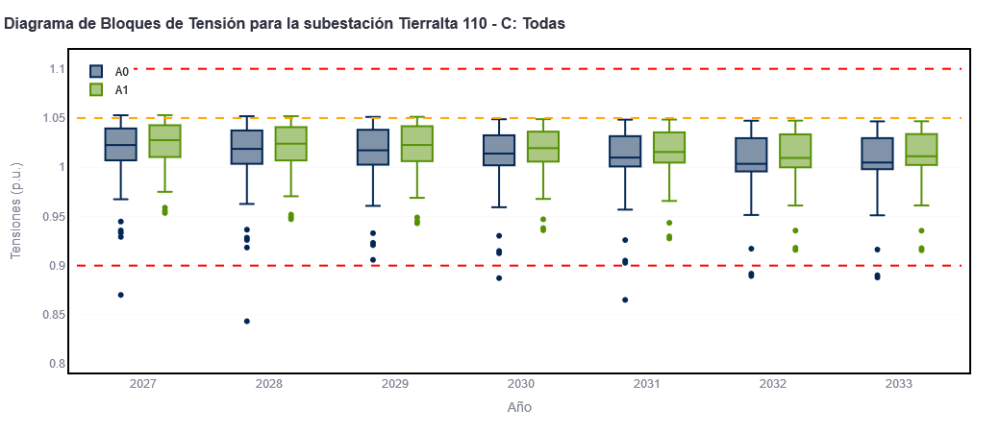 Diagrama de Bloques de Tensión para la subestación Tierralta 110 - C: Todas
A0
A1
1.1
1.05
1
0.95
0.9
0.85
0.8
Tensiones (p.u.)
2027 2028 2029 2030 2031 2032 2033
Año